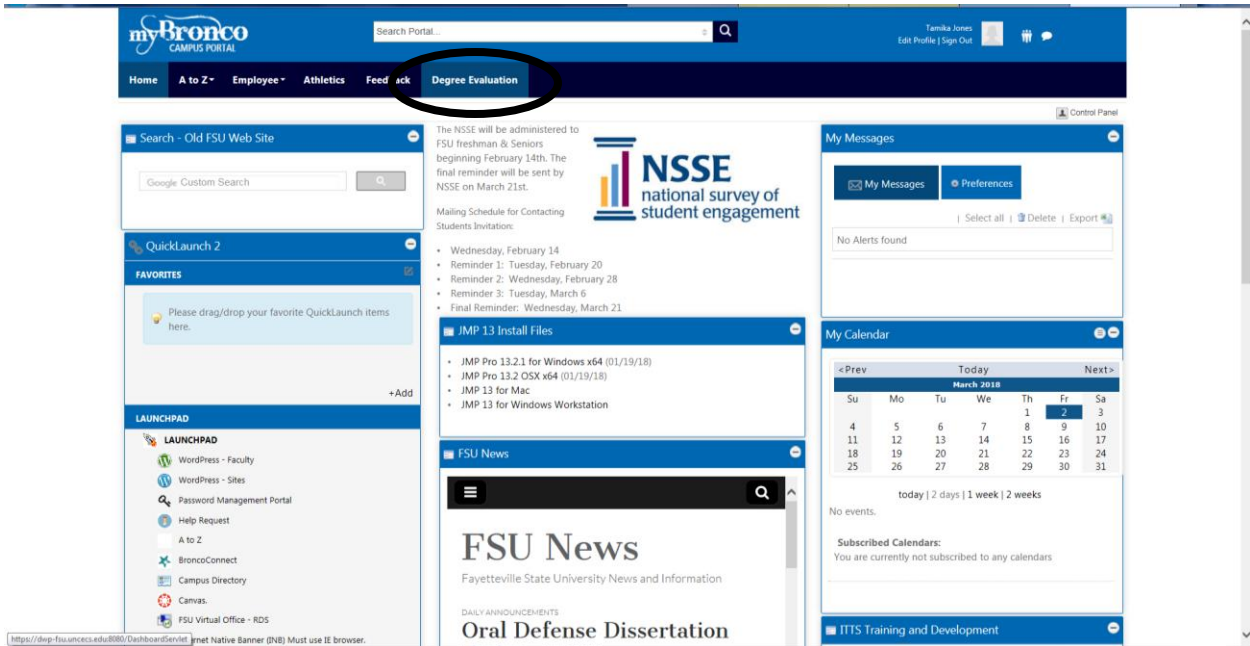 myBronco
CAMPUS PORTAL
Search Portal...
Tamika Jones
Edit Profile | Sign Out
Home
A to Z
Employee
Athletics
Feed ack
Degree Evaluation
Control Panel
Search - Old FSU Web Site
Google Custom Search
QuickLaunch 2
FAVORITES
Please drag/drop your favorite QuickLaunch items
here.
+Add
LAUNCHPAD
LAUNCHPAD
WordPress - Faculty
WordPress - Sites
Password Management Portal
Help Request
A to Z
BroncoConnect
Campus Directory
Canvas.
FSU Virtual Office - RDS
ernet Native Banner (INB) Must use IE browser.
https://dwp-fsu.uncecs.edu:8080/DashboardServlet
The NSSE will be administered to
FSU freshman & Seniors
beginning February 14th. The
final reminder will be sent by
NSSE on March 21st.
Mailing Schedule for Contacting
Students Invitation:
• Wednesday, February 14
• Reminder 1: Tuesday, February 20
• Reminder 2: Wednesday, February 28
• Reminder 3: Tuesday, March 6
• Final Reminder: Wednesday, March 21
NSSE
national survey of
student engagement
JMP 13 Install Files
• JMP Pro 13.2.1 for Windows x64 (01/19/18)
• JMP Pro 13.2 OSX x64 (01/19/18)
• JMP 13 for Mac
• JMP 13 for Windows Workstation
FSU News
FSU News
Fayetteville State University News and Information
DAILY ANNOUNCEMENTS
Oral Defense Dissertation
My Messages
My Messages
Preferences
| Select all | Delete | Export
No Alerts found
My Calendar
<Prev Today Next>
March 2018
Su Mo Tu We Th Fr Sa
1 2 3
4 5 6 7 8 9 10
11 12 13 14 15 16 17
18 19 20 21 22 23 24
25 26 27 28 29 30 31
today | 2 days | 1 week | 2 weeks
No events.
Subscribed Calendars:
You are currently not subscribed to any calendars
ITTS Training and Development